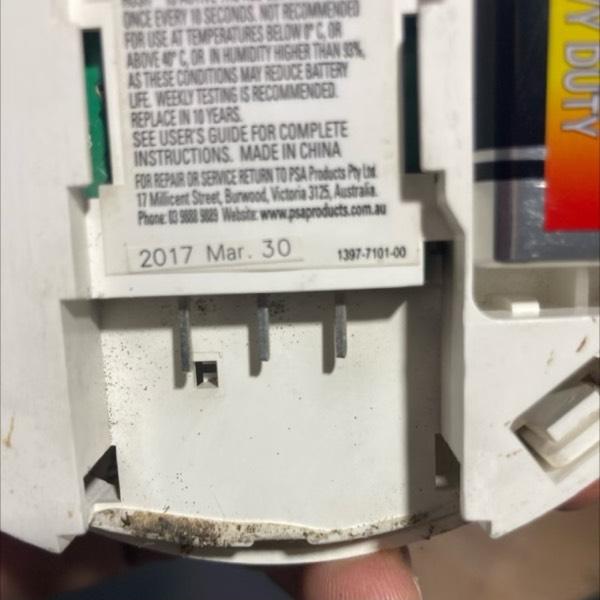 ONCE EVERY 10 SECONDS. NOT RECOMMENDED
FOR USE AT TEMPERATURES BELOW 0° C, OR
ABOVE 40° C, OR IN HUMIDITY HIGHER THAN 93%,
AS THESE CONDITIONS MAY REDUCE BATTERY
LIFE. WEEKLY TESTING IS RECOMMENDED.
REPLACE IN 10 YEARS.
SEE USER'S GUIDE FOR COMPLETE
INSTRUCTIONS. MADE IN CHINA
FOR REPAIR OR SERVICE RETURN TO PSA Products Pty Ltd.
17 Millicent Street, Burwood, Victoria 3125, Australia.
Phone: 03 9888 9889 Website: www.psaproducts.com.au
2017 Mar. 30
1397-7101-00
DUTY